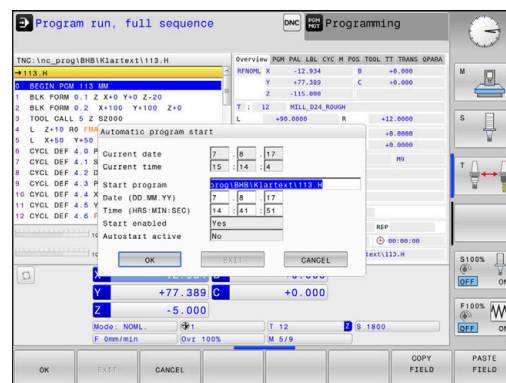 Program run, full sequence
DNC
Programming
TNC:\nc_prog\BHB\Klartext\113.H
→113.H
Overview PGM PAL LBL CYC M POS TOOL TT TRANS QPARA
RFNOML X -12.934 B +0.000
Y +77.389 C +0.000
Z -115.000
T : 12 MILL_D24_ROUGH
L +90.0000 R +12.0000
+0.0000
+0.0000
M9
0 BEGIN PGM 113 MM
1 BLK FORM 0.1 Z X+0 Y+0 Z-20
2 BLK FORM 0.2 X+100 Y+100 Z+0
3 TOOL CALL 5 Z S2000
4 L Z+10 R0 FMA
5 L X+50 Y+50
6 CYCL DEF 4.0 P
7 CYCL DEF 4.1 S
8 CYCL DEF 4.2 D
9 CYCL DEF 4.3 P
10 CYCL DEF 4.4 X
11 CYCL DEF 4.5 Y
12 CYCL DEF 4.6 F
Automatic program start
Current date 7 .8 .17
Current time 15 :14 :4
Start program prog\BHB\Klartext\113.H
Date (DD.MM.YY) 7 .8 .17
Time (HRS:MIN:SEC) 14 :41 :51
Start enabled Yes
Autostart active No
OK EXIT CANCEL
REP
00:00:00
text\113.H
X
Y +77.389 C +0.000
Z -5.000
Mode: NOML. 1 T 12 Z S 1800
F 0mm/min Ovr 100% M 5/9
M
S
T
S100%
OFF ON
F100%
OFF ON
OK EXIT CANCEL COPY FIELD PASTE FIELD